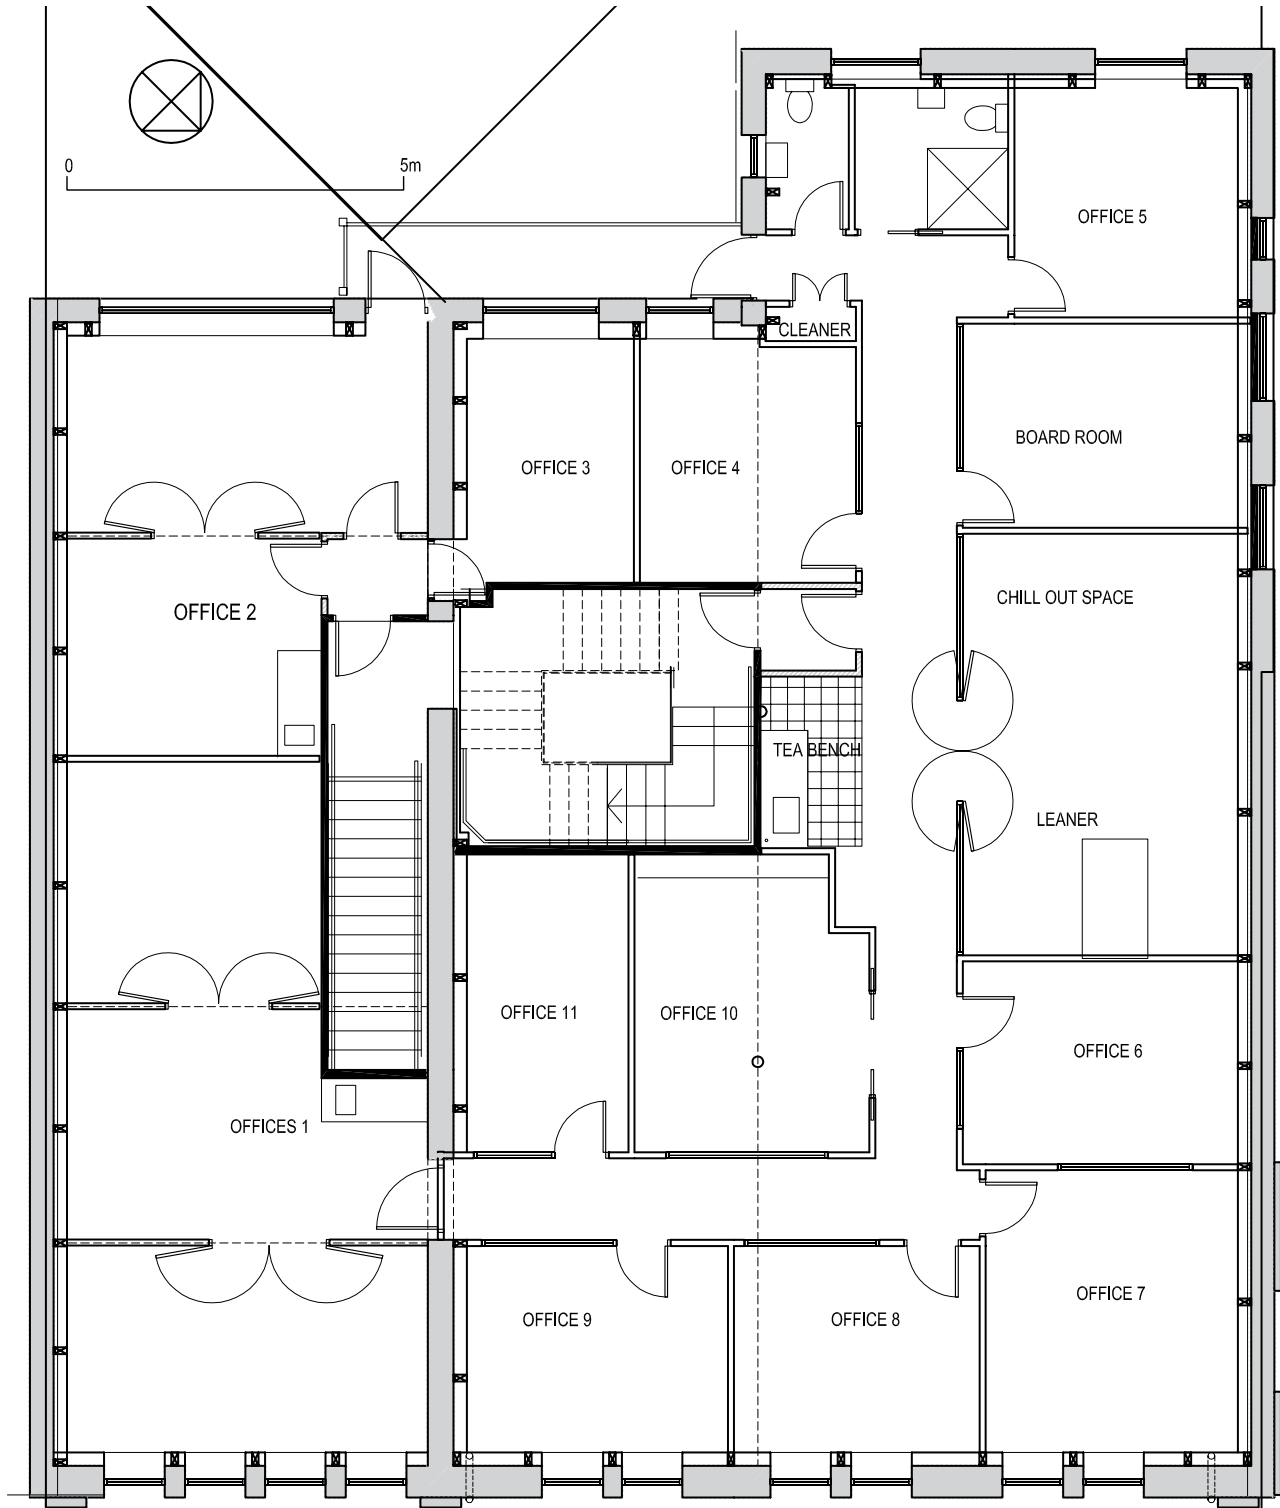 0 5m
OFFICE 5
CLEANER
BOARD ROOM
OFFICE 3
OFFICE 4
CHILL OUT SPACE
OFFICE 2
TEA BENCH
LEANER
OFFICE 11
OFFICE 10
OFFICE 6
OFFICES 1
OFFICE 7
OFFICE 9
OFFICE 8